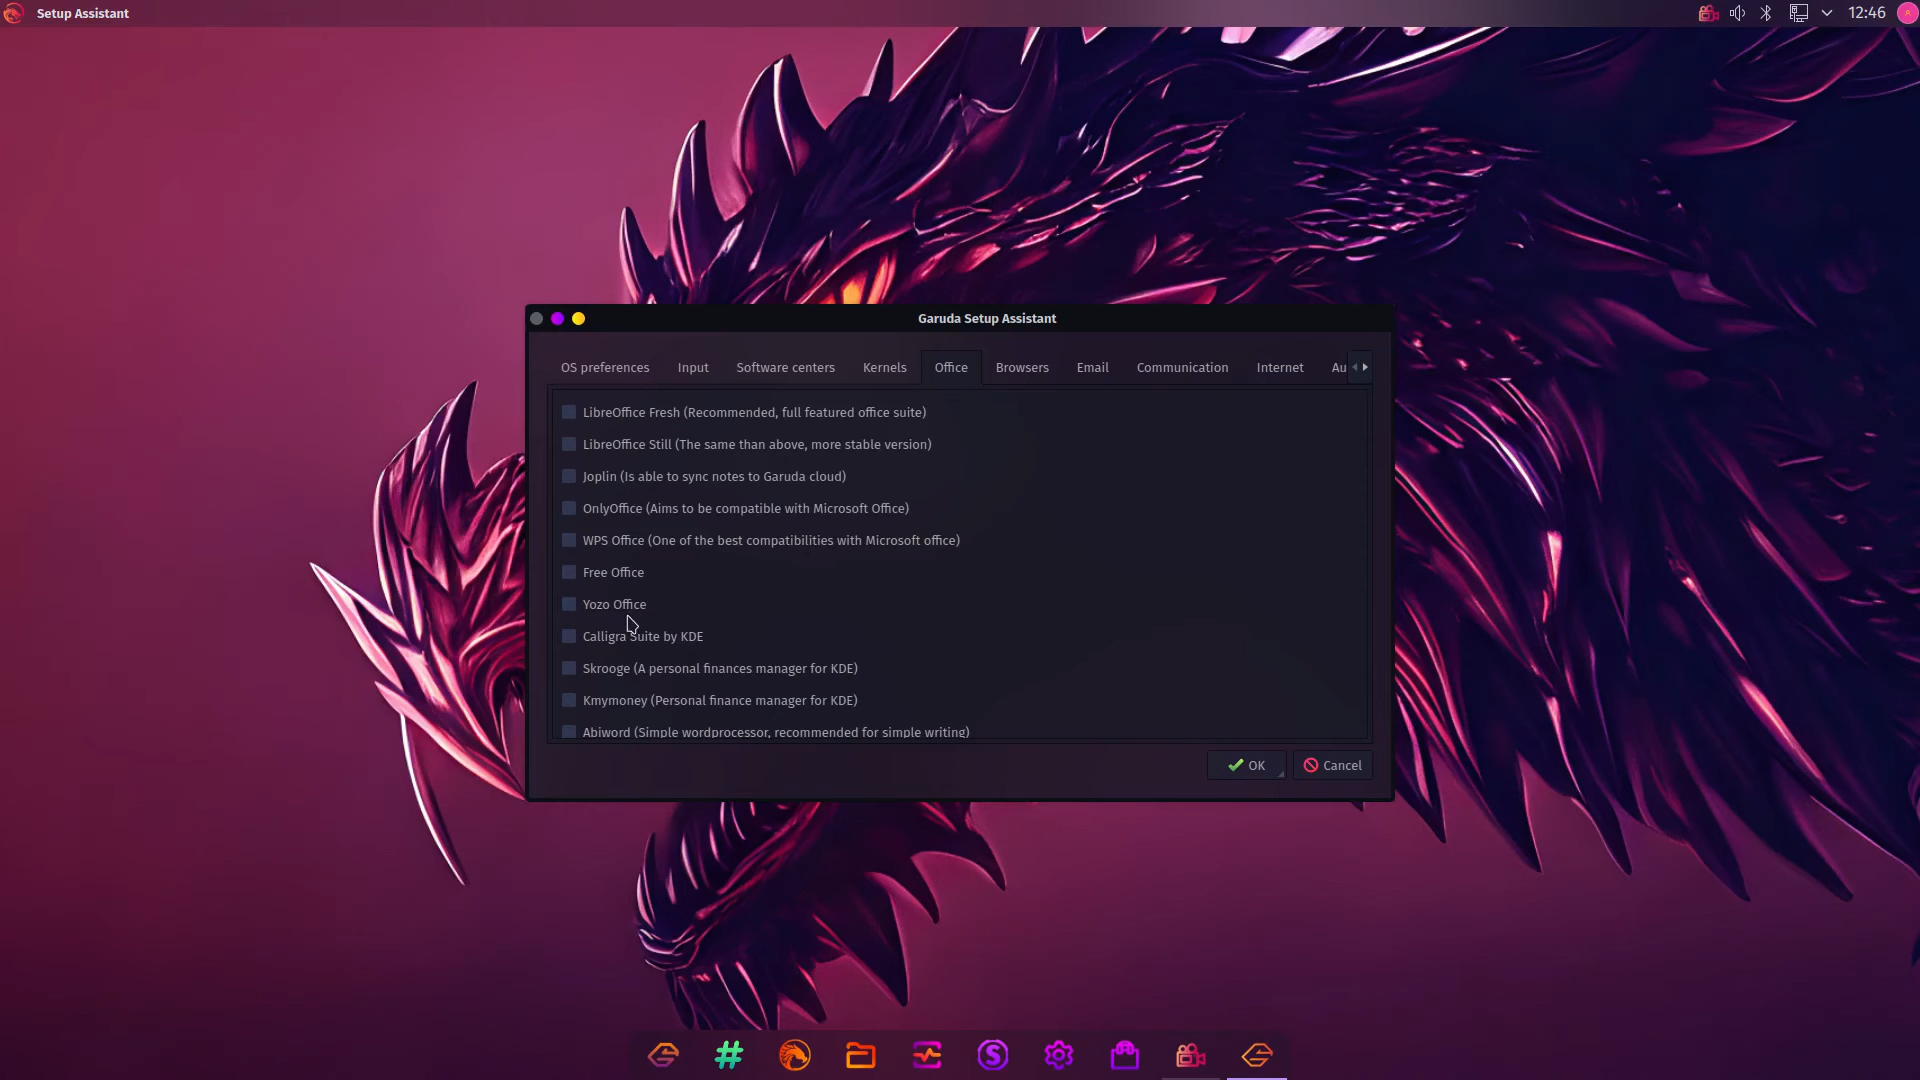 Setup Assistant
12:46
Garuda Setup Assistant
OS preferences Input Software centers Kernels Office Browsers Email Communication Internet Au
LibreOffice Fresh (Recommended, full featured office suite)
LibreOffice Still (The same than above, more stable version)
Joplin (Is able to sync notes to Garuda cloud)
OnlyOffice (Aims to be compatible with Microsoft Office)
WPS Office (One of the best compatibilities with Microsoft office)
Free Office
Yozo Office
Calligra Suite by KDE
Skrooge (A personal finances manager for KDE)
Kmymoney (Personal finance manager for KDE)
Abiword (Simple wordprocessor, recommended for simple writing)
OK Cancel